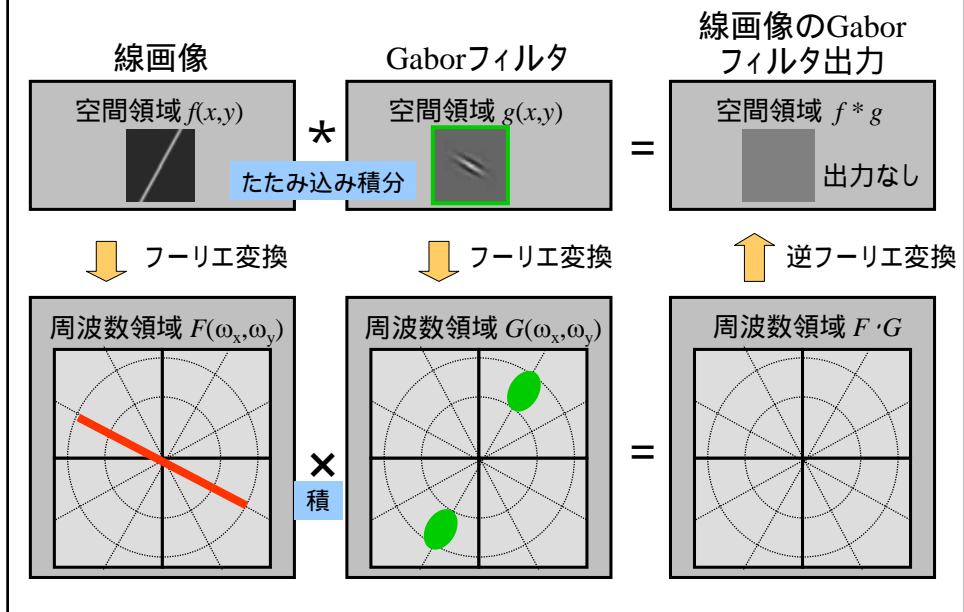 線画像
Gaborフィルタ
線画像のGabor
フィルタ出力
空間領域 f(x,y)
*
空間領域 g(x,y)
=
空間領域 f * g
たたみ込み積分
出力なし
フーリエ変換
フーリエ変換
逆フーリエ変換
周波数領域 F(ωx,ωy)
周波数領域 G(ωx,ωy)
周波数領域 F・G
×
=
積